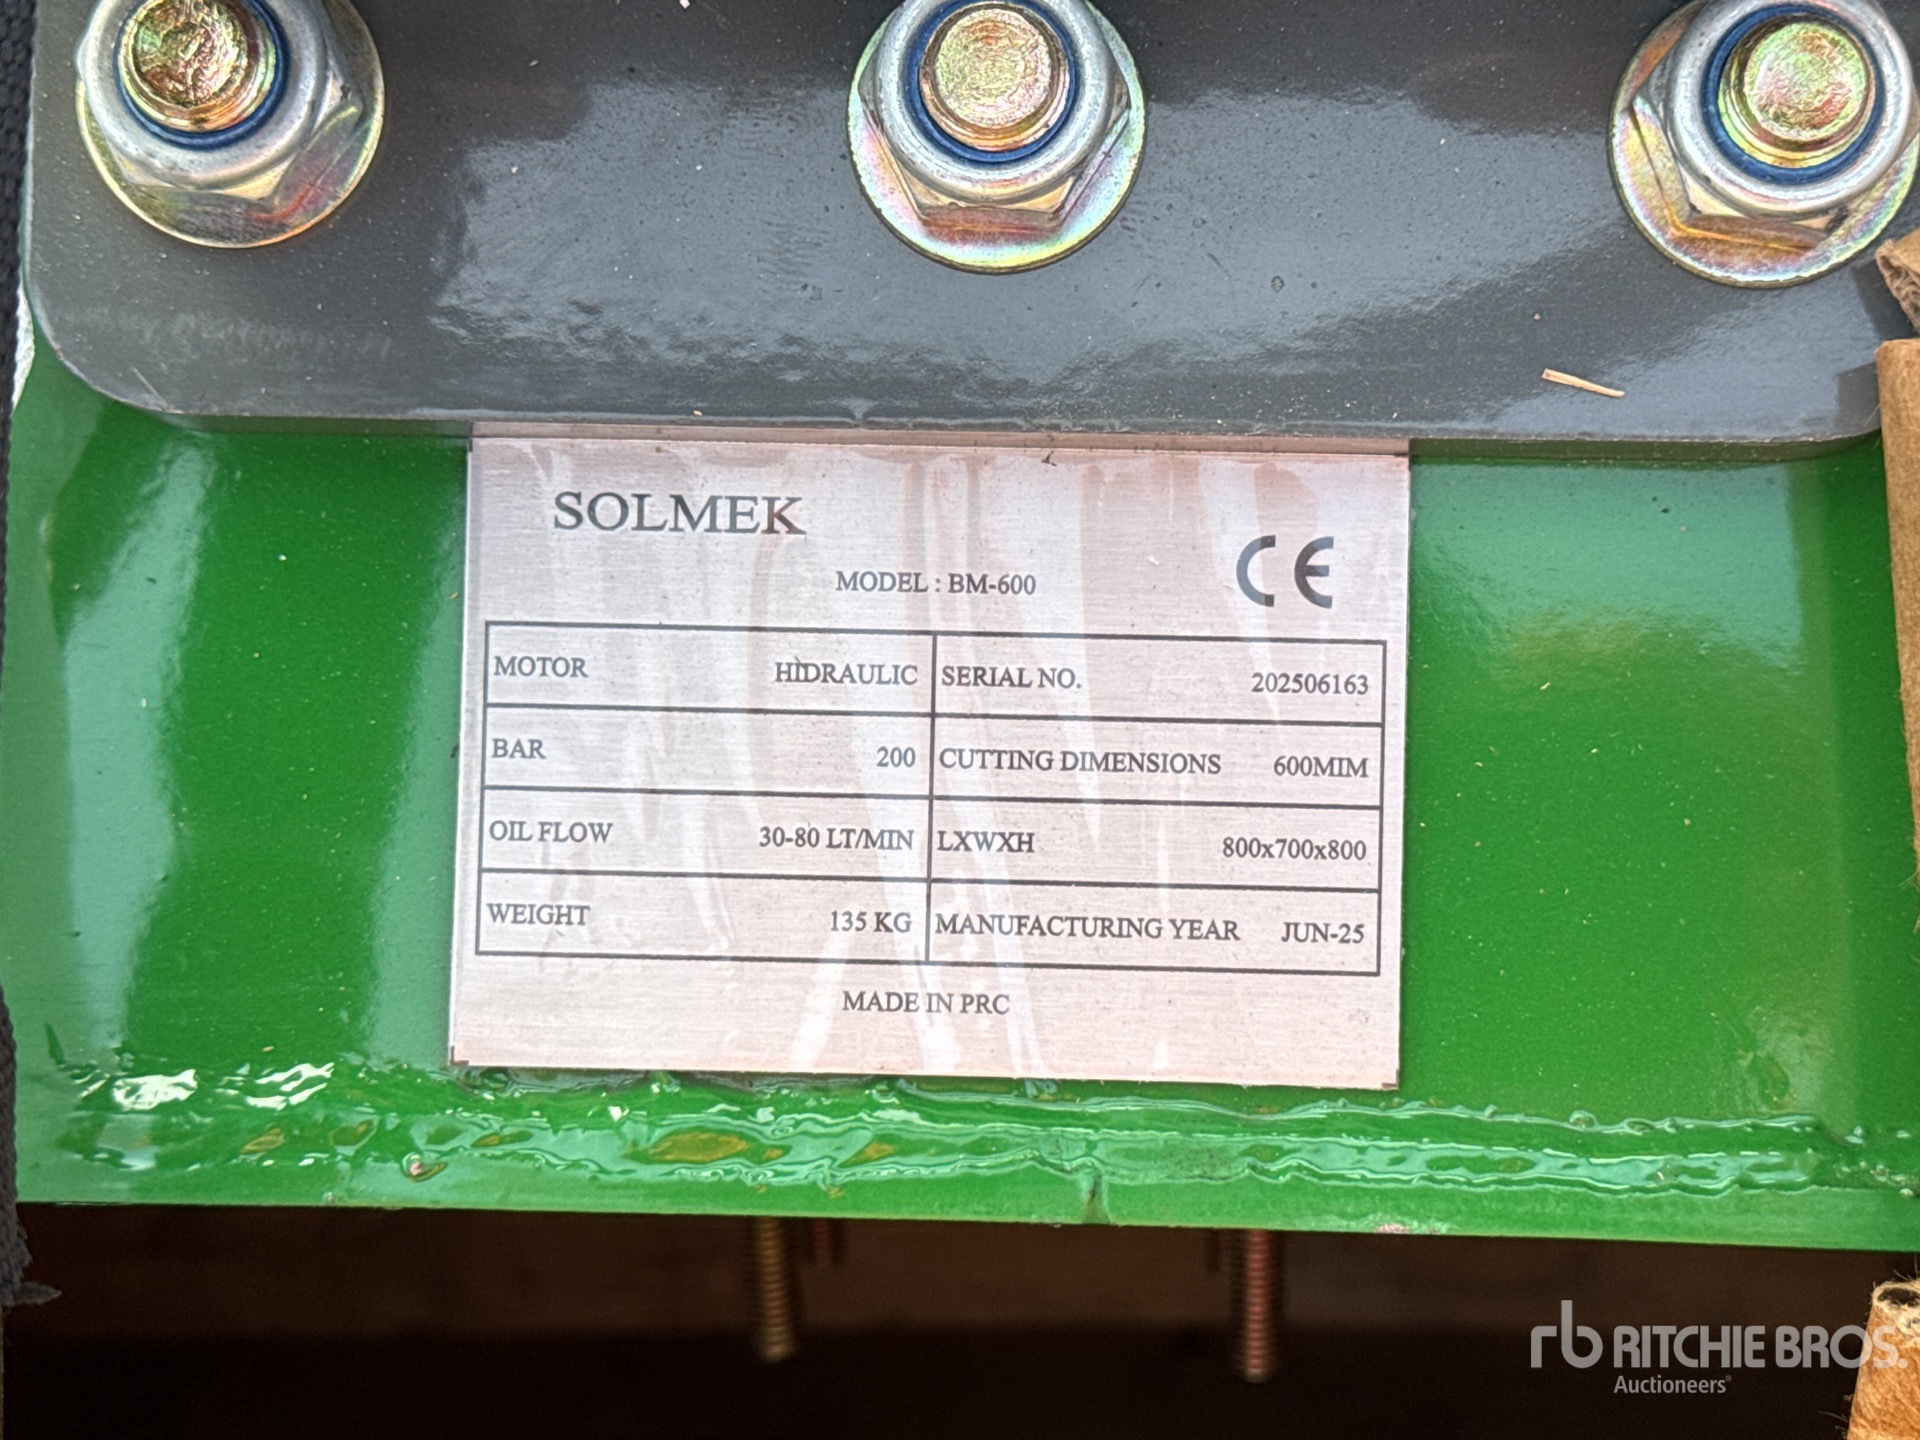 SOLMEK
CE
MODEL : BM-600
MOTOR HIDRAULIC SERIAL NO. 202506163
BAR 200 CUTTING DIMENSIONS 600MIM
OIL FLOW 30-80 LT/MIN LXWXH 800x700x800
WEIGHT 135 KG MANUFACTURING YEAR JUN-25
MADE IN PRC
rb RITCHIE BROS.
Auctioneers